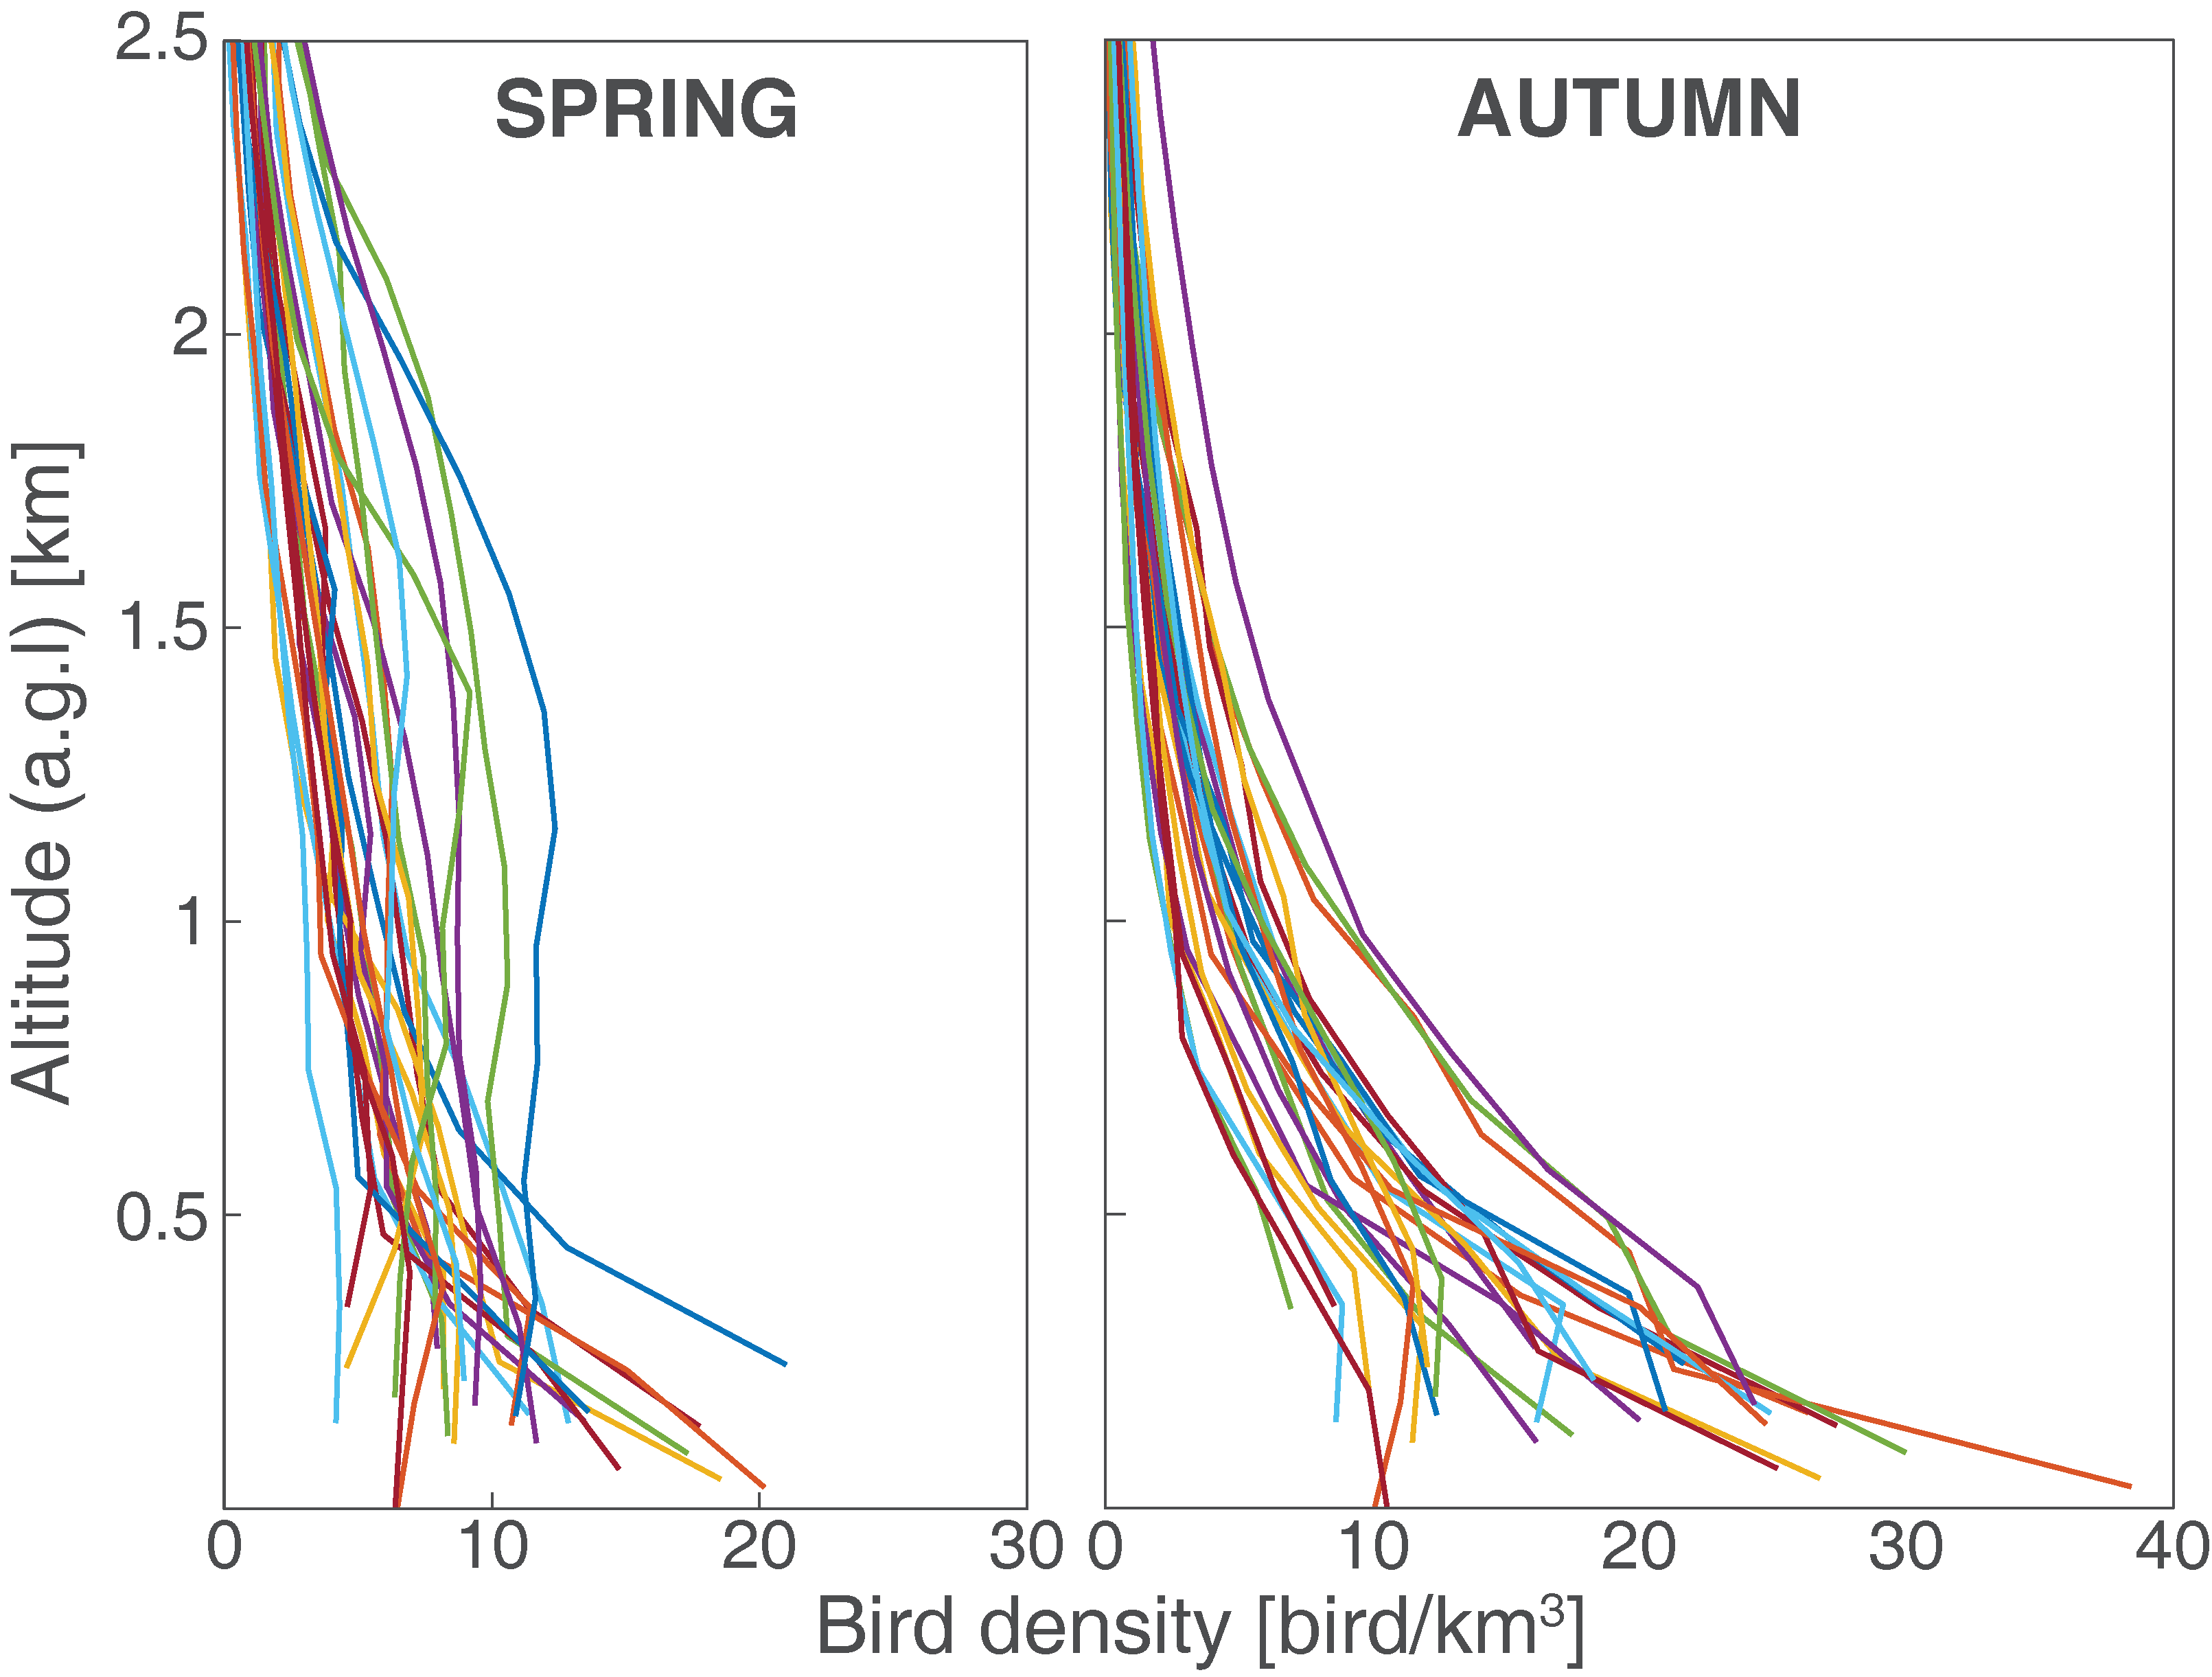 SPRING
AUTUMN
2.5
2
1.5
1
0.5
Altitude (a.g.l) [km]
0 10 20 30
0 10 20 30 40
Bird density [bird/km³]